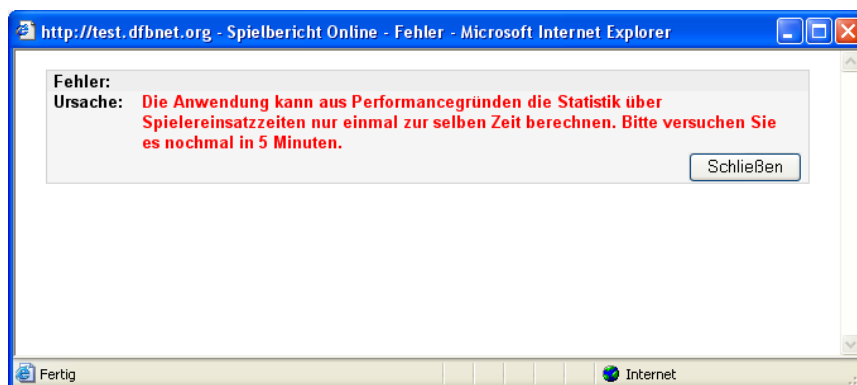 http://test.dfbnet.org - Spielbericht Online - Fehler - Microsoft Internet Explorer
Fehler:
Ursache: Die Anwendung kann aus Performancegründen die Statistik über
Spielereinsatzzeiten nur einmal zur selben Zeit berechnen. Bitte versuchen Sie
es nochmal in 5 Minuten.
Schließen
Fertig Internet